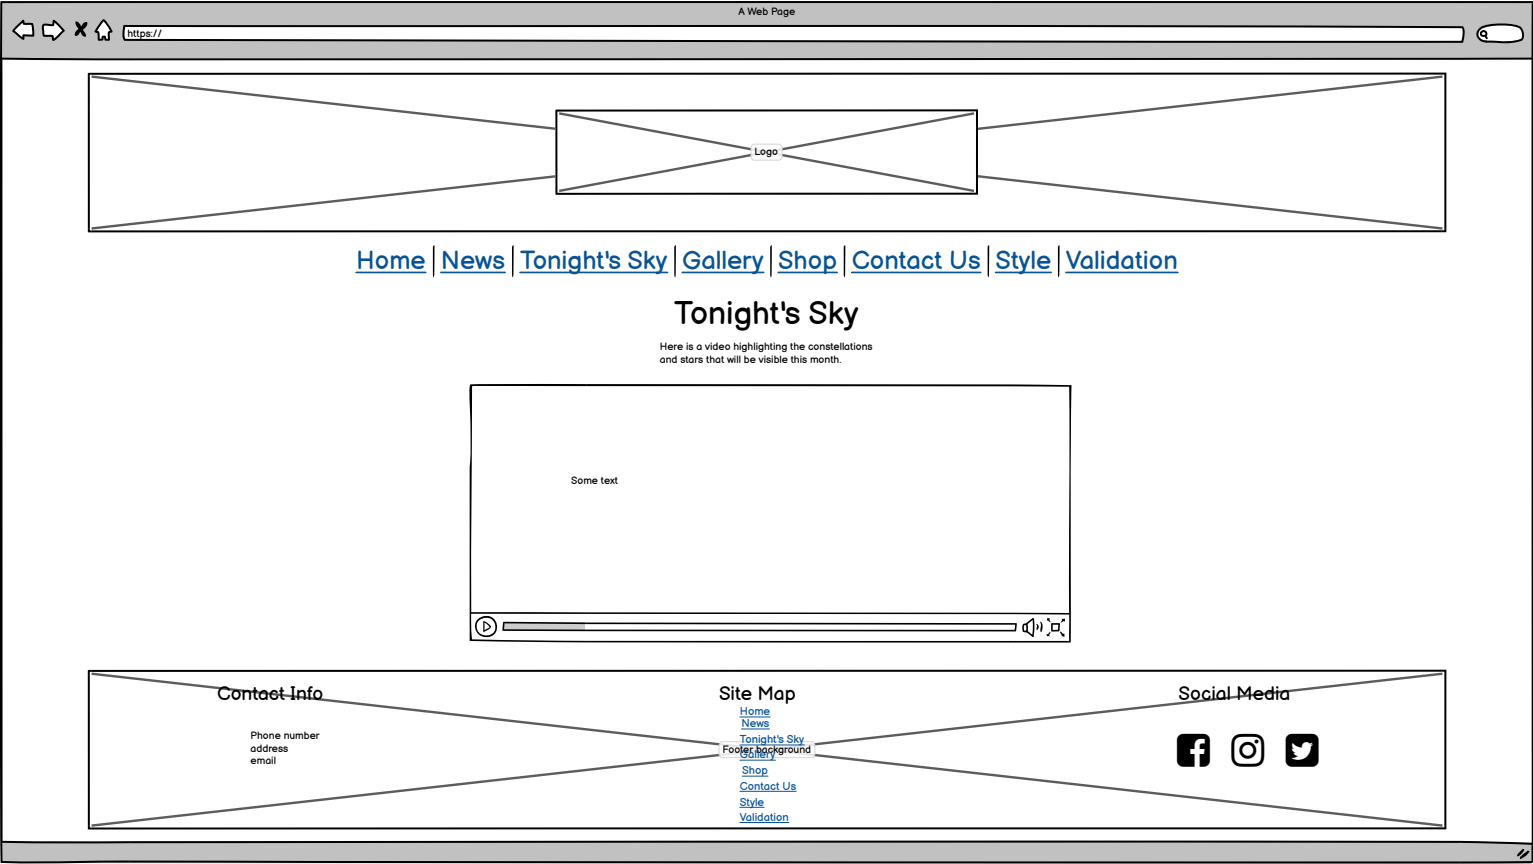 A Web Page
https://
Logo
Home News Tonight's Sky Gallery Shop Contact Us Style Validation
Tonight's Sky
Here is a video highlighting the constellations
and stars that will be visible this month.
Some text
Contact Info
Phone number
address
email
Site Map
Home
News
Tonight's Sky
Footer background
Gallery
Shop
Contact Us
Style
Validation
Social Media